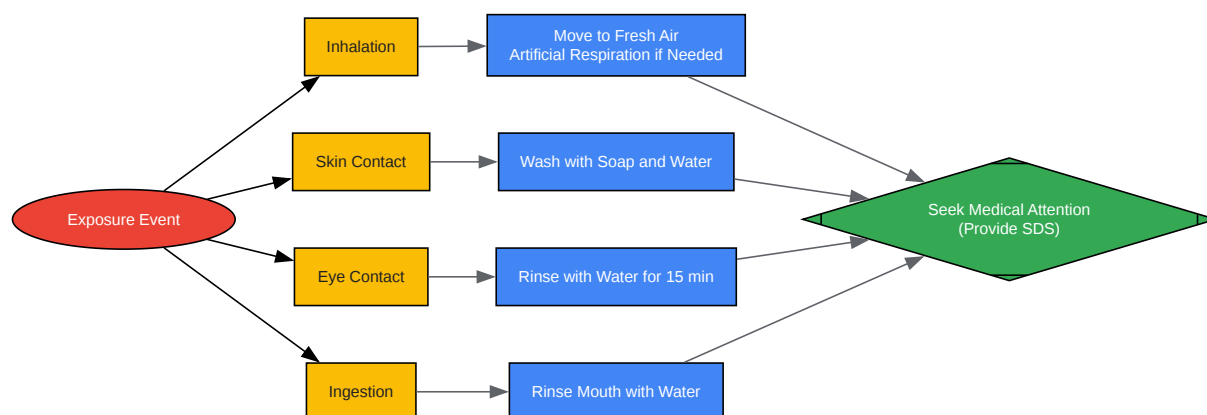 Inhalation
Move to Fresh Air
Artificial Respiration if Needed
Skin Contact
Wash with Soap and Water
Exposure Event
Seek Medical Attention
(Provide SDS)
Eye Contact
Rinse with Water for 15 min
Ingestion
Rinse Mouth with Water